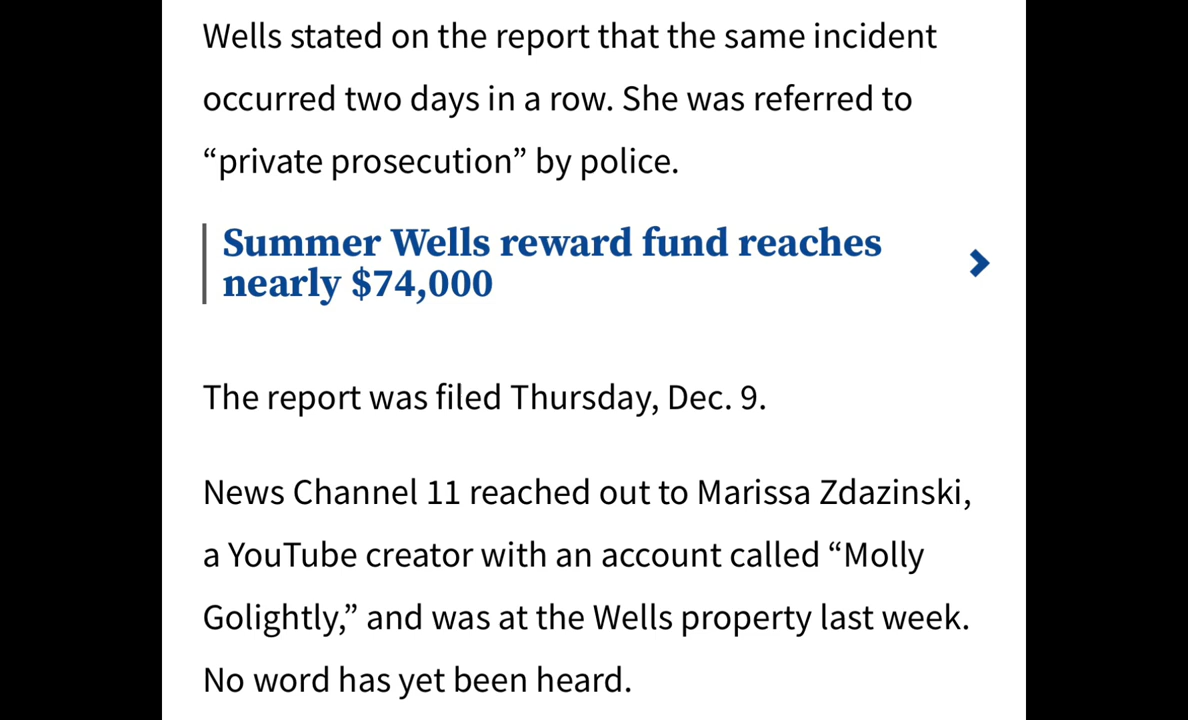 Wells stated on the report that the same incident
occurred two days in a row. She was referred to
“private prosecution” by police.
Summer Wells reward fund reaches
nearly $74,000
The report was filed Thursday, Dec. 9.
News Channel 11 reached out to Marissa Zdazinski,
a YouTube creator with an account called “Molly
Golightly,” and was at the Wells property last week.
No word has yet been heard.